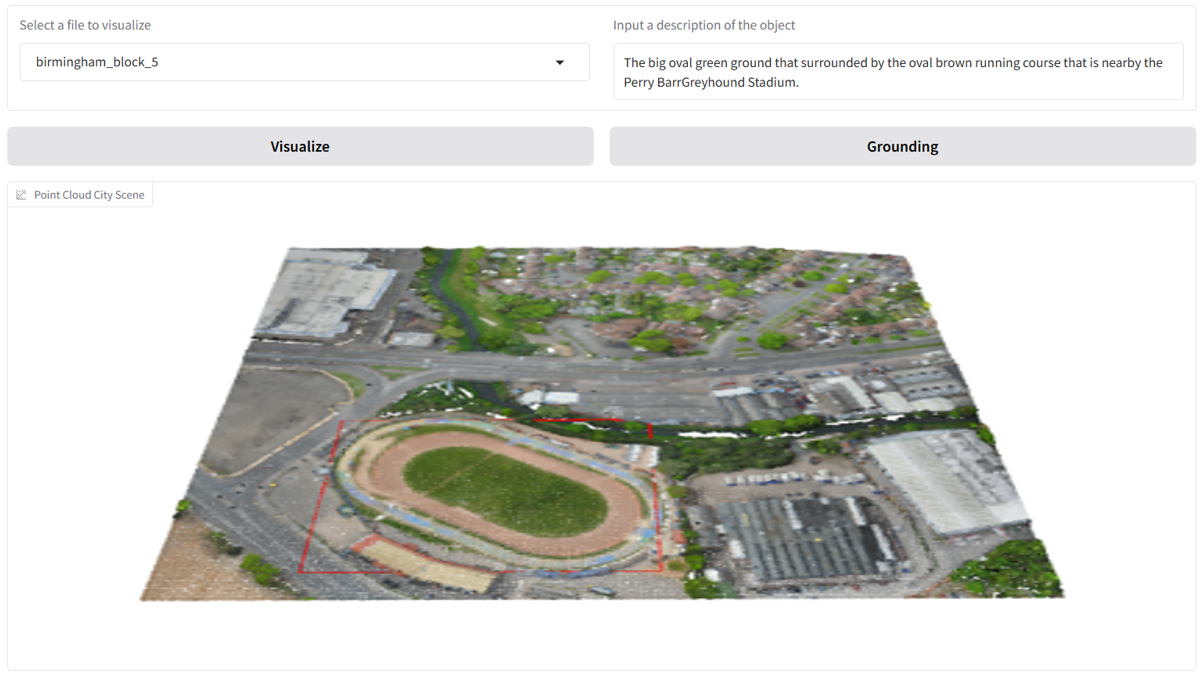 Select a file to visualize
birmingham_block_5
Input a description of the object
The big oval green ground that surrounded by the oval brown running course that is nearby the
Perry BarrGreyhound Stadium.
Visualize
Grounding
Point Cloud City Scene